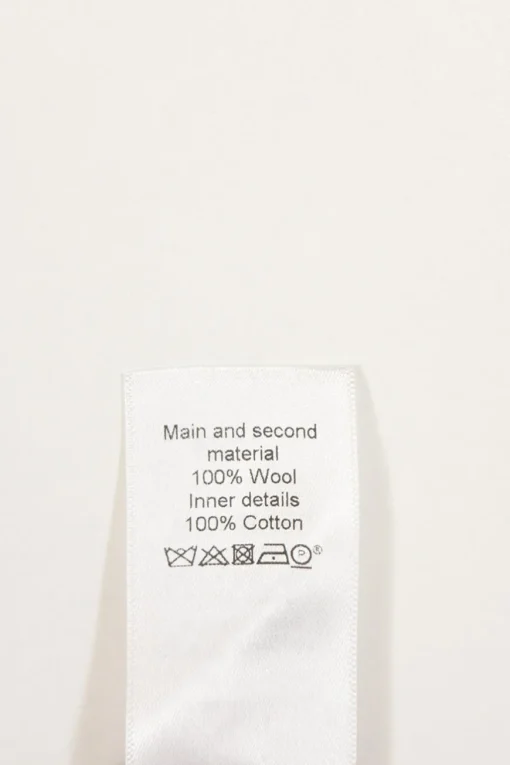 Main and second
material
100% Wool
Inner details
100% Cotton
P ®